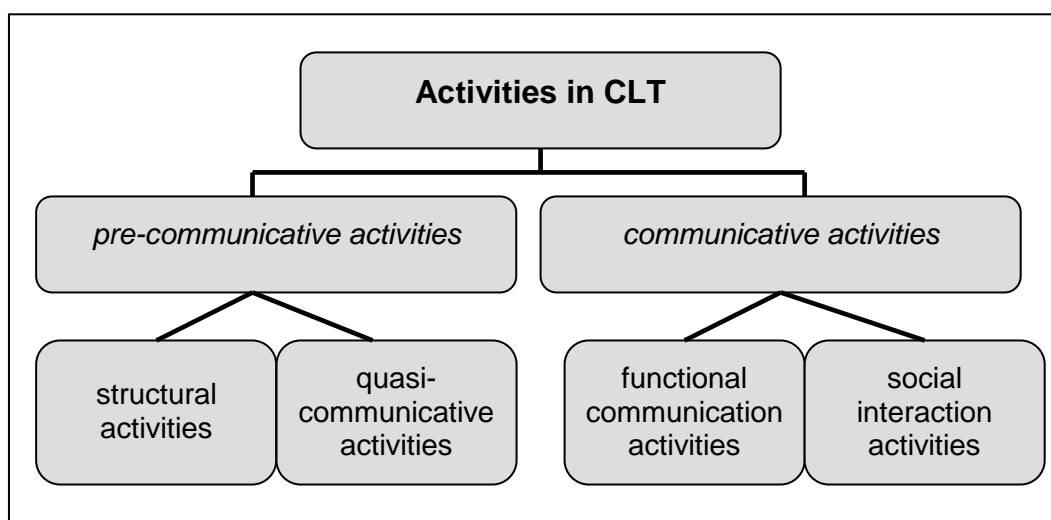 Activities in CLT
pre-communicative activities
communicative activities
structural
activities
quasi-
communicative
activities
functional
communication
activities
social
interaction
activities